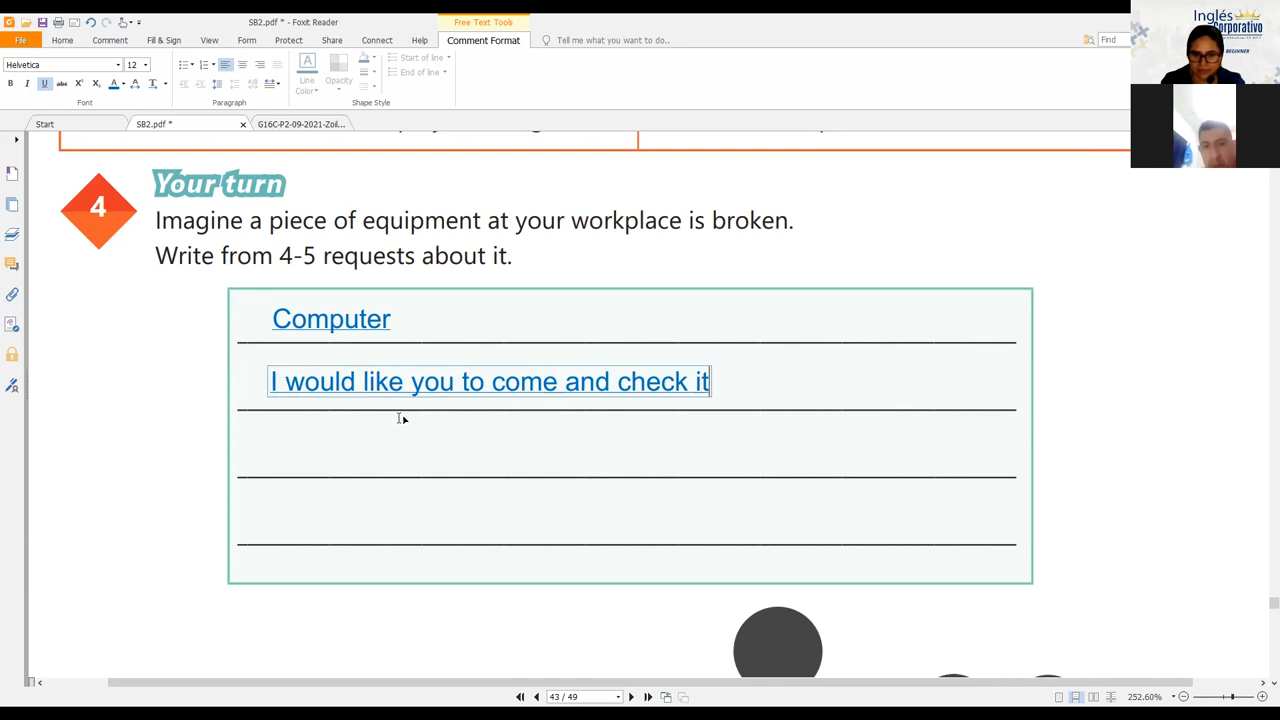 SB2.pdf * - Foxit Reader
Free Text Tools
File
Home
Comment
Fill & Sign
View
Form
Protect
Share
Connect
Help
Comment Format
Tell me what you want to do..
Find
Helvetica
12
Line
Color
Opacity
Start of line
End of line
Font
Paragraph
Shape Style
Start
SB2.pdf *
G16C-P2-09-2021-Zoil...
Inglés
Corporativo
BEGINNER
Your turn
4
Imagine a piece of equipment at your workplace is broken.
Write from 4-5 requests about it.
Computer
I would like you to come and check it
43 / 49
252.60%